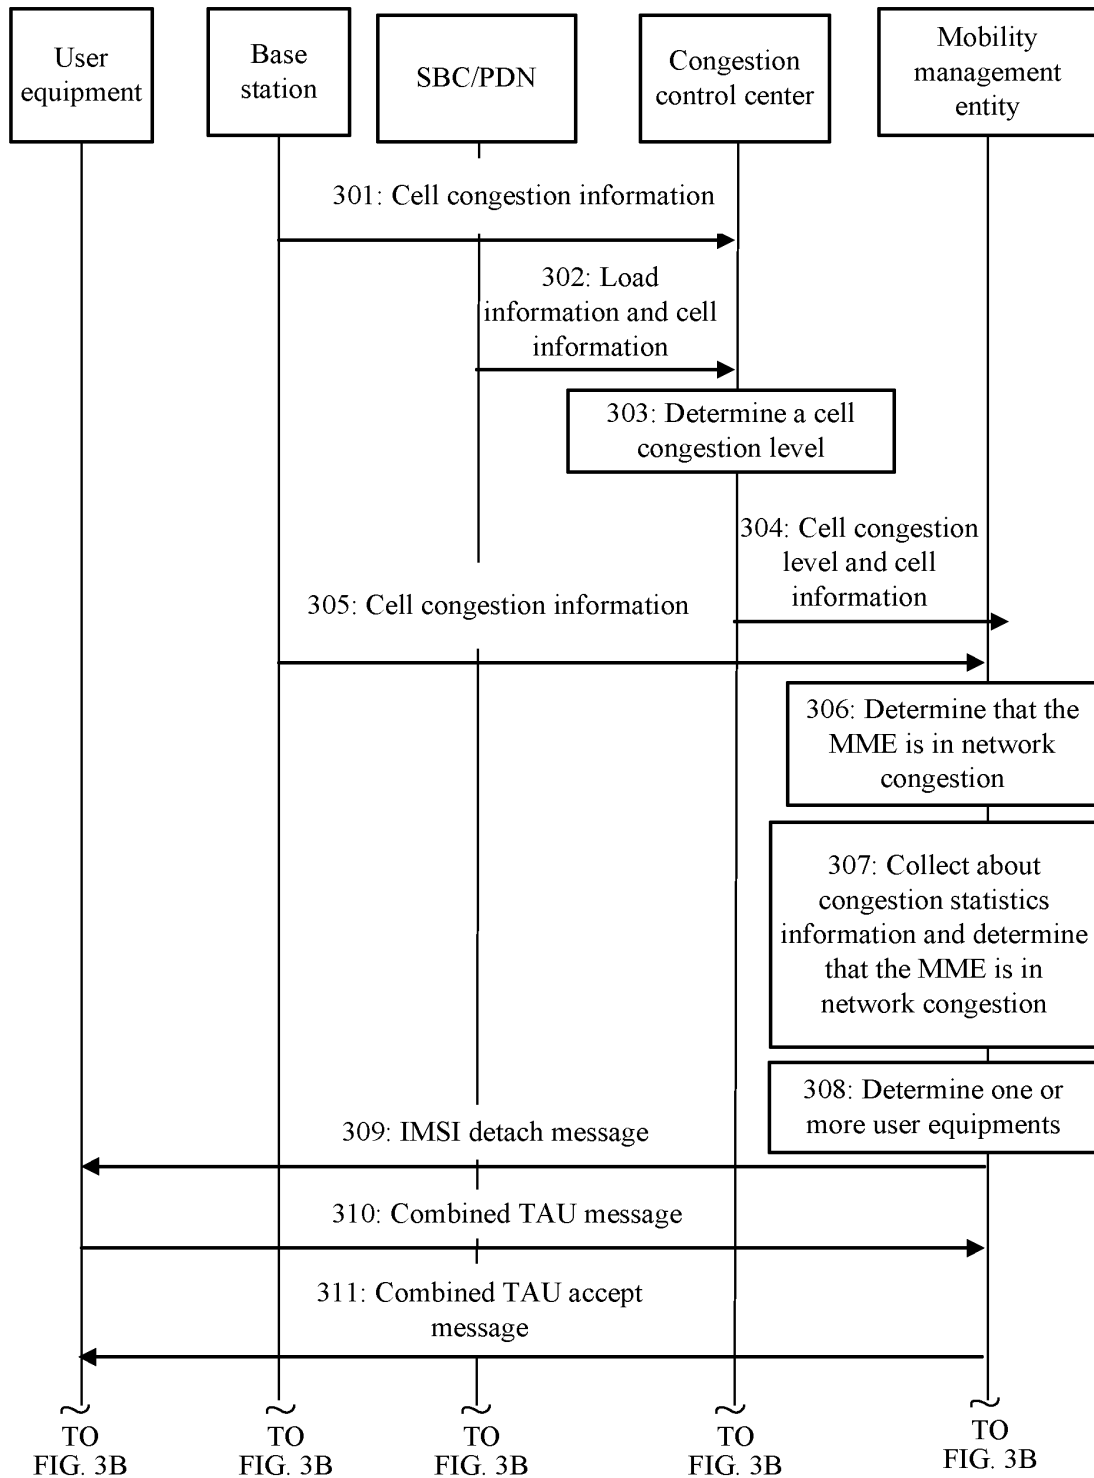 User
equipment
Base
station
SBC/PDN
Congestion
control center
Mobility
management
entity
301: Cell congestion information
302: Load
information and cell
information
303: Determine a cell
congestion level
304: Cell congestion
level and cell
information
305: Cell congestion information
306: Determine that the
MME is in network
congestion
307: Collect about
congestion statistics
information and determine
that the MME is in
network congestion
308: Determine one or
more user equipments
309: IMSI detach message
310: Combined TAU message
311: Combined TAU accept
message
TO
FIG. 3B
TO
FIG. 3B
TO
FIG. 3B
TO
FIG. 3B
TO
FIG. 3B